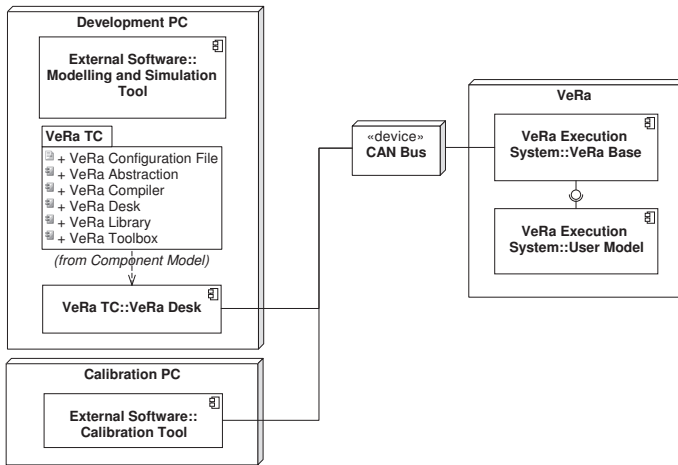 Development PC
External Software::
Modelling and Simulation
Tool
VeRa TC
+ VeRa Configuration File
+ VeRa Abstraction
+ VeRa Compiler
+ VeRa Desk
+ VeRa Library
+ VeRa Toolbox
(from Component Model)
VeRa TC::VeRa Desk
Calibration PC
External Software::
Calibration Tool
«device»
CAN Bus
VeRa
VeRa Execution
System::VeRa Base
VeRa Execution
System::User Model